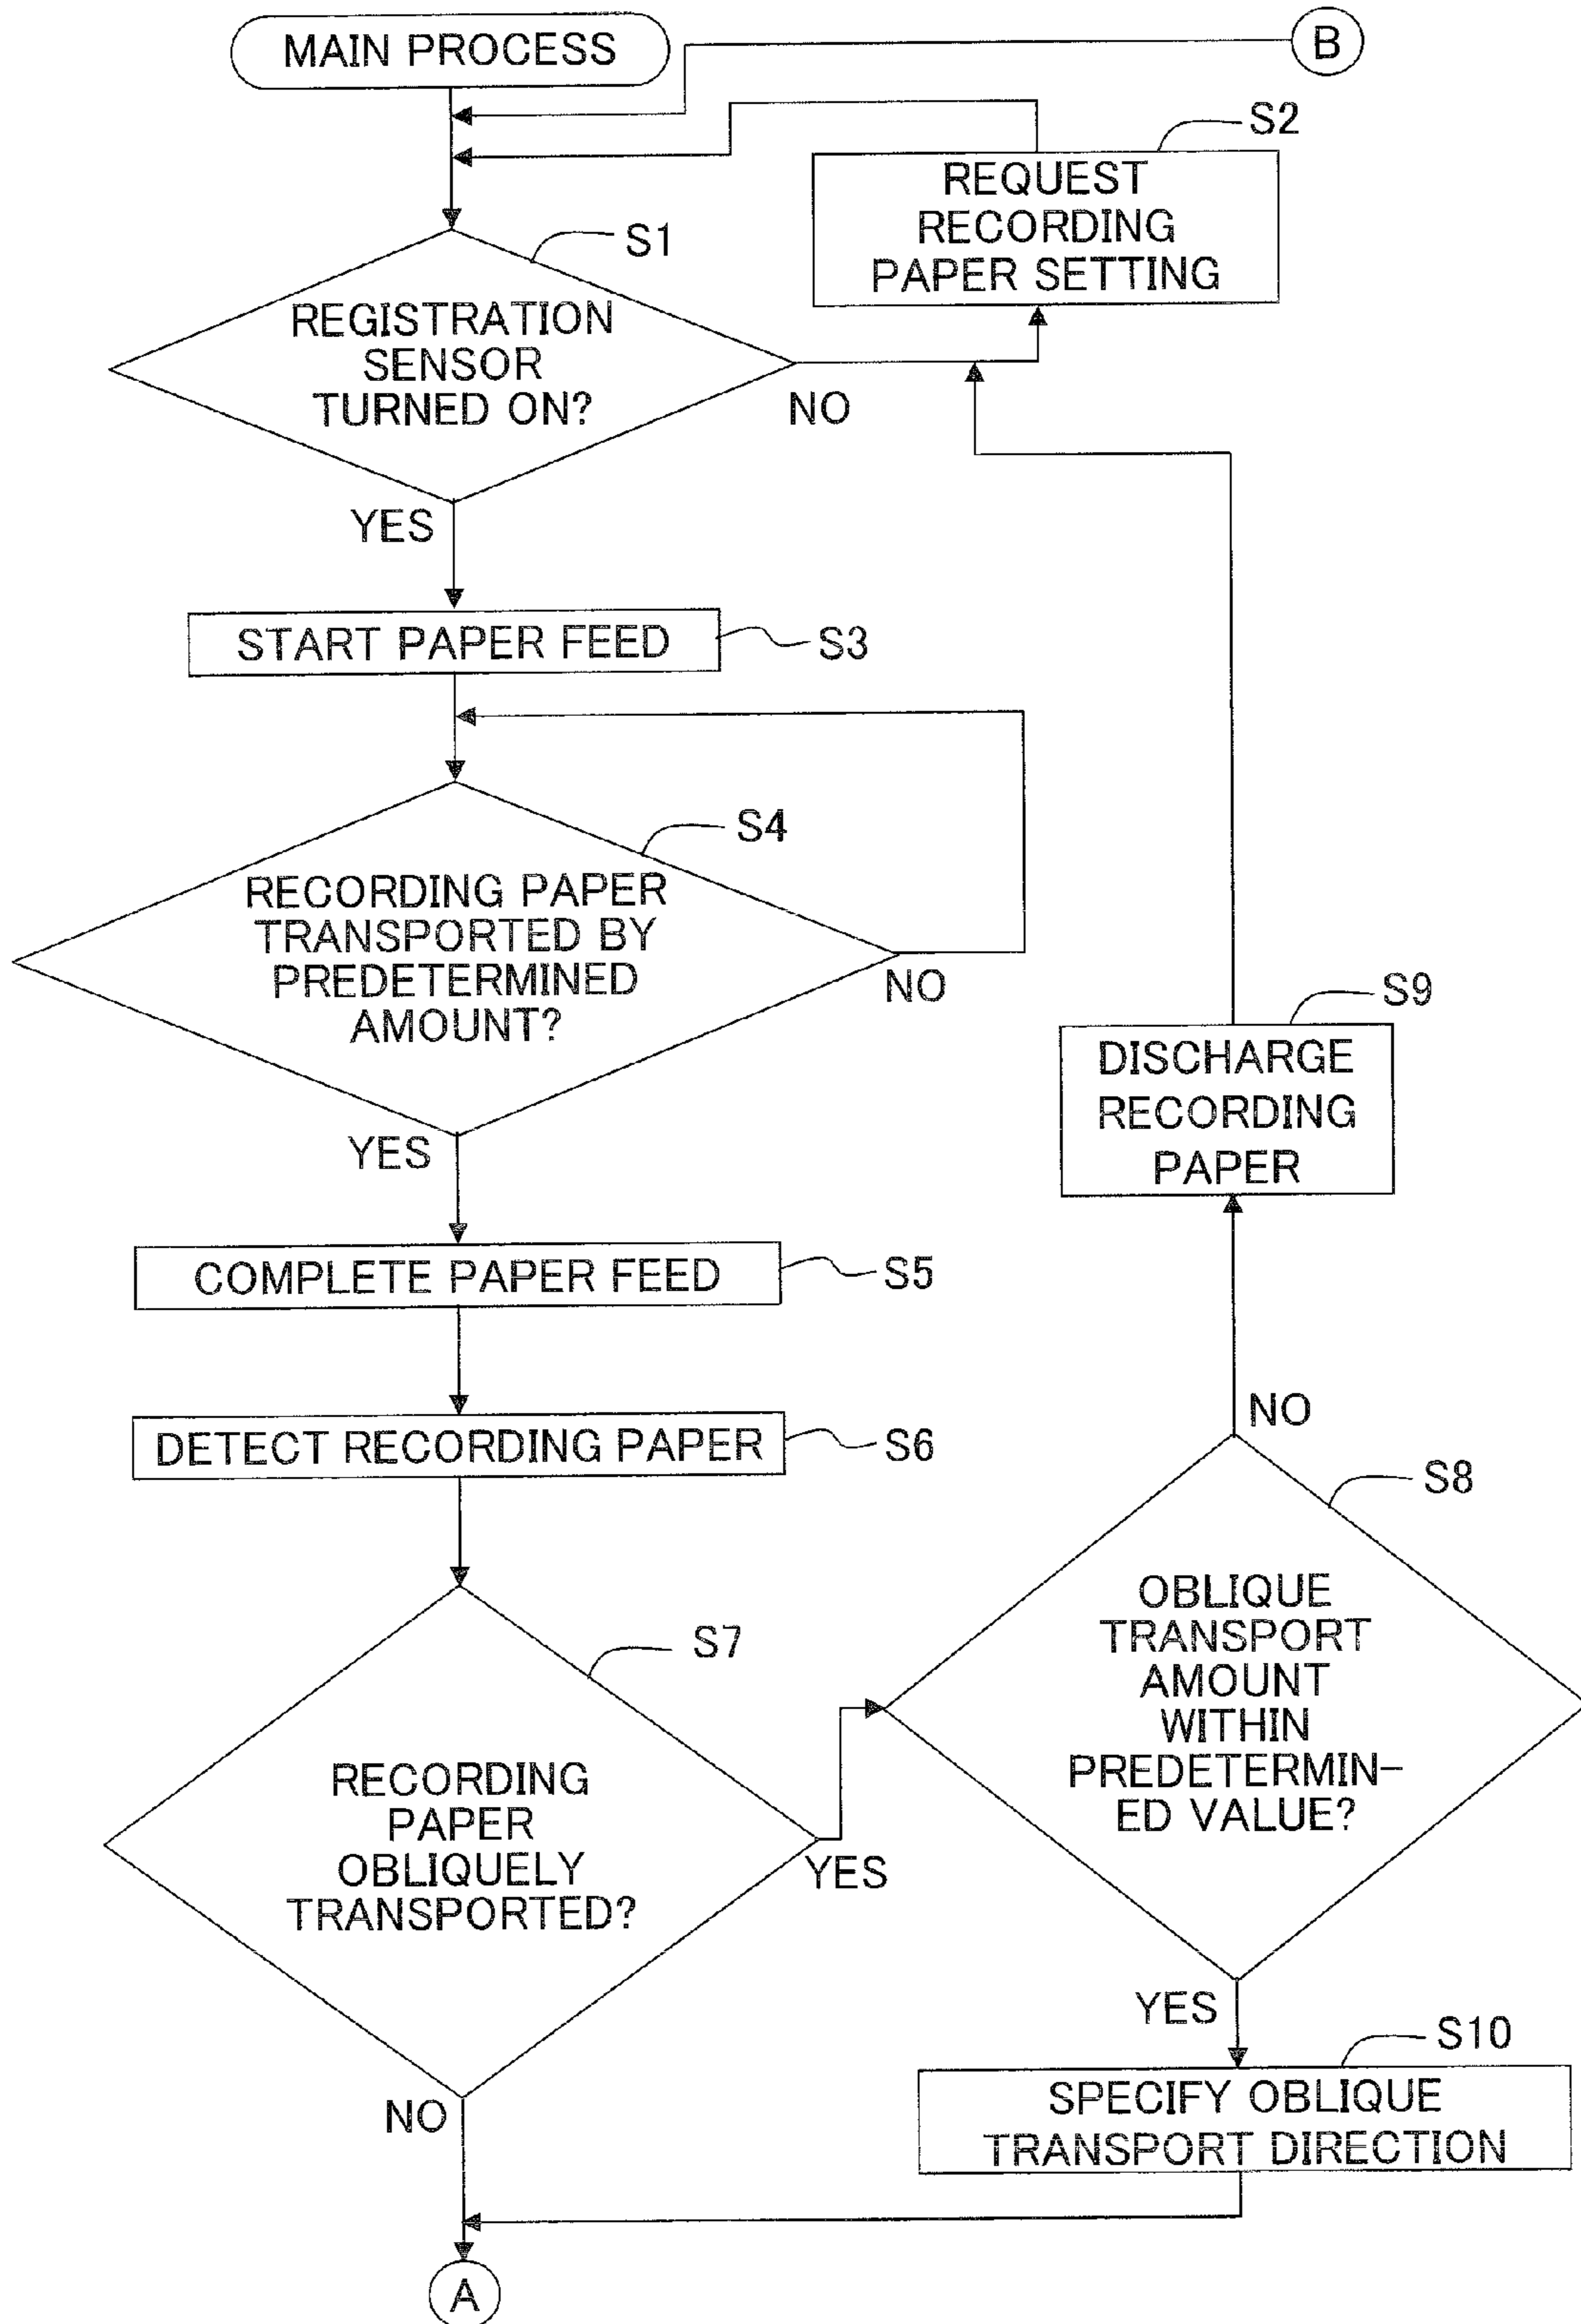 MAIN PROCESS
B
S2
REQUEST
RECORDING
PAPER SETTING
S1
REGISTRATION
SENSOR
TURNED ON?
NO
YES
START PAPER FEED
S3
S4
RECORDING PAPER
TRANSPORTED BY
PREDETERMINED
AMOUNT?
NO
YES
S9
DISCHARGE
RECORDING
PAPER
COMPLETE PAPER FEED
S5
DETECT RECORDING PAPER
S6
NO
S8
OBLIQUE
TRANSPORT
AMOUNT
WITHIN
PREDETERMIN-
ED VALUE?
S7
RECORDING
PAPER
OBLIQUELY
TRANSPORTED?
YES
NO
YES
S10
SPECIFY OBLIQUE
TRANSPORT DIRECTION
A